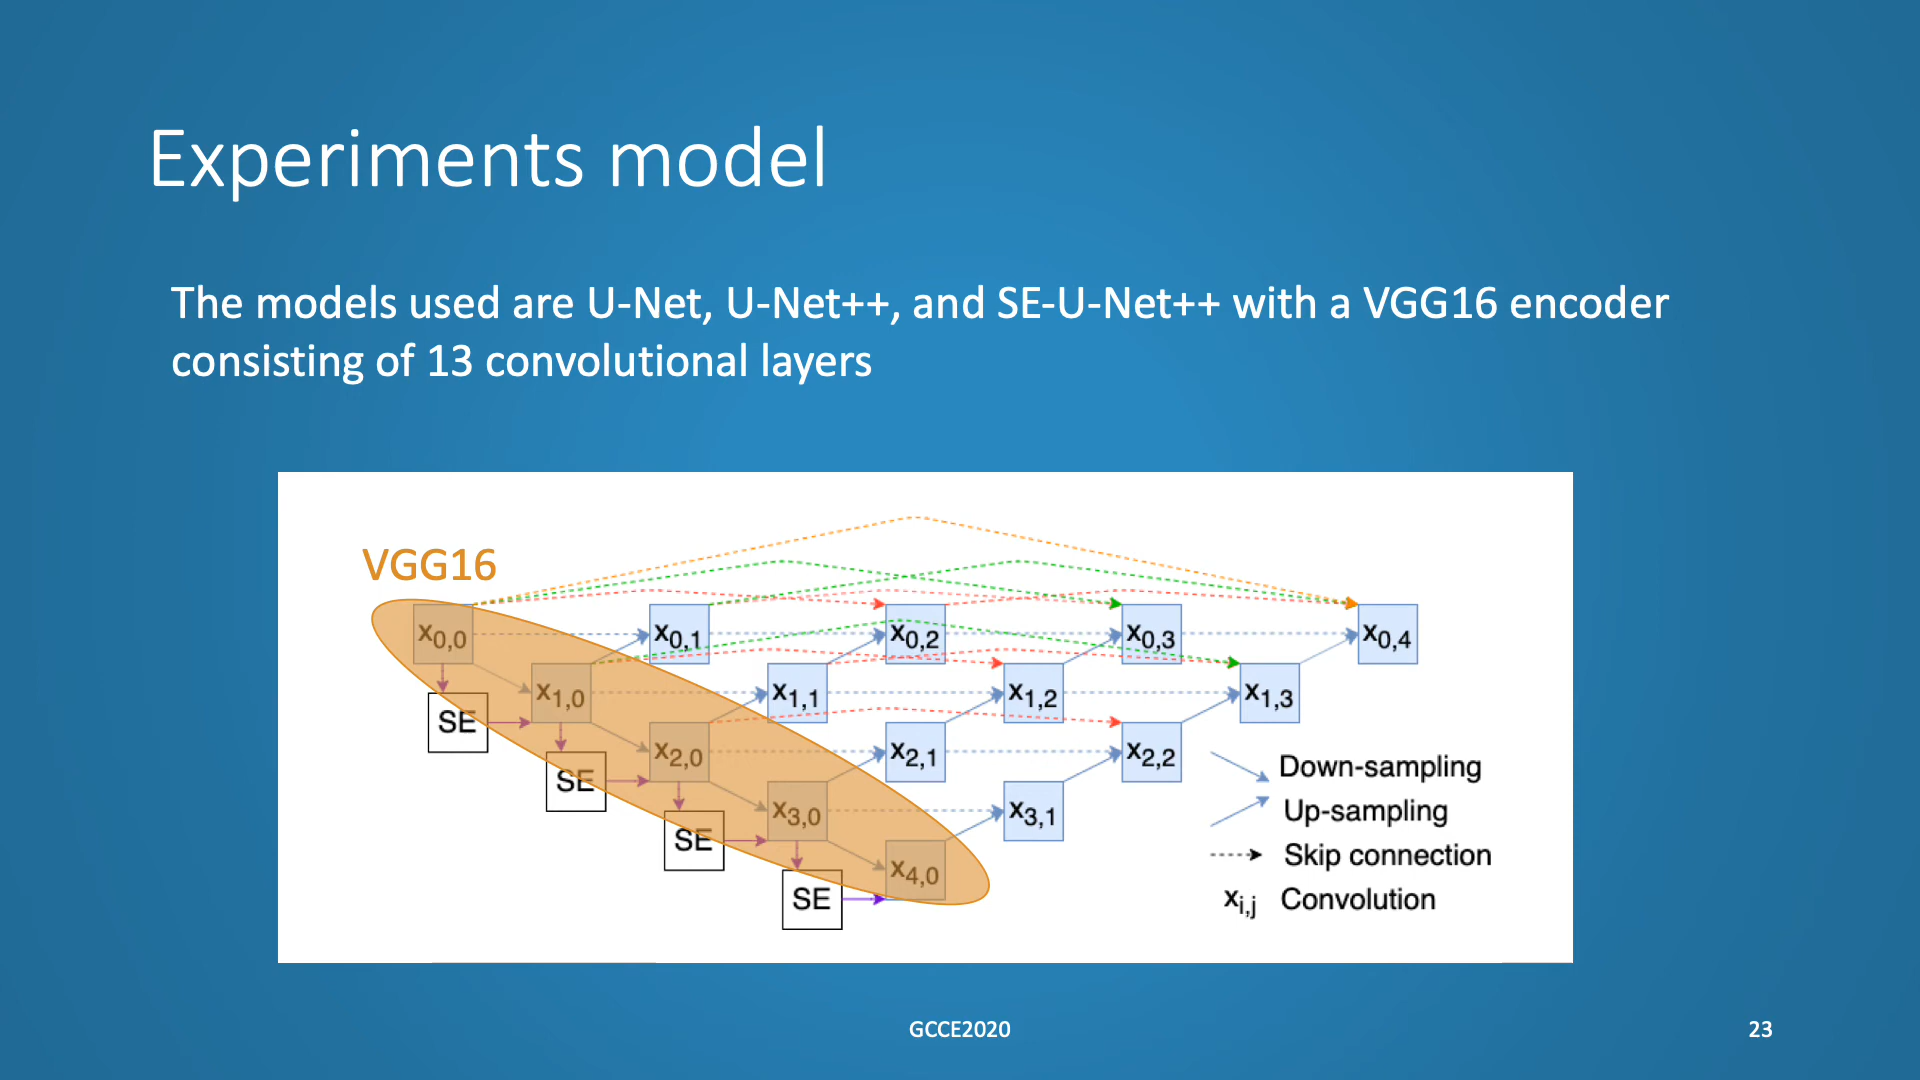 Experiments model
The models used are U-Net, U-Net++, and SE-U-Net++ with a VGG16 encoder
consisting of 13 convolutional layers
VGG16
x0,0
x0,1
x0,2
x0,3
x0,4
x1,0
x1,1
x1,2
x1,3
SE
x2,0
x2,1
x2,2
SE
x3,0
x3,1
SE
x4,0
SE
Down-sampling
Up-sampling
Skip connection
xi,j Convolution
GCCE2020
23